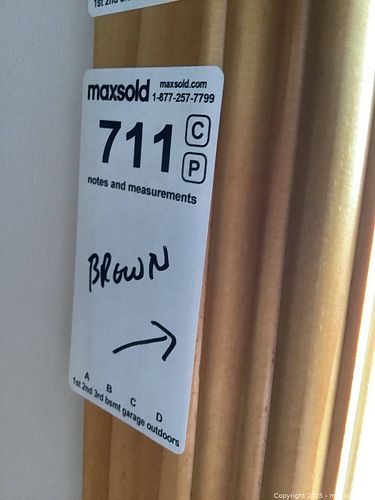 1st 2nd
maxsold maxsold.com
1-877-257-7799
711 C
P
notes and measurements
BROWN
→
A B C D
1st 2nd 3rd bsmt garage outdoors
Copyright 2025 -